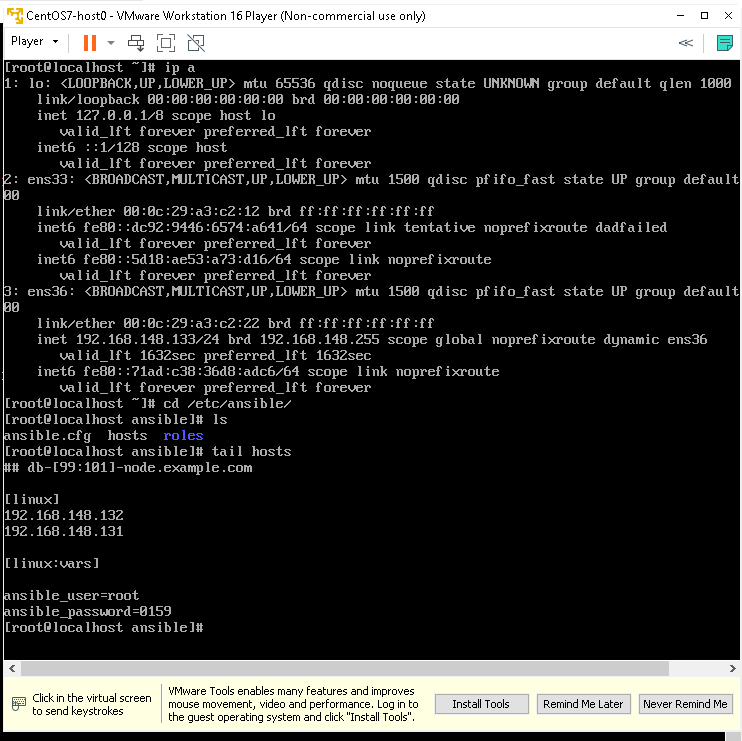 CentOS7-host0 - VMware Workstation 16 Player (Non-commercial use only)
Player
[root@localhost ~]# ip a
1: lo: <LOOPBACK,UP,LOWER_UP> mtu 65536 qdisc noqueue state UNKNOWN group default qlen 1000
    link/loopback 00:00:00:00:00:00 brd 00:00:00:00:00:00
    inet 127.0.0.1/8 scope host lo
       valid_lft forever preferred_lft forever
    inet6 ::1/128 scope host
       valid_lft forever preferred_lft forever
2: ens33: <BROADCAST,MULTICAST,UP,LOWER_UP> mtu 1500 qdisc pfifo_fast state UP group default
00
    link/ether 00:0c:29:a3:c2:12 brd ff:ff:ff:ff:ff:ff
    inet6 fe80::dc92:9446:6574:a641/64 scope link tentative noprefixroute dadfailed
       valid_lft forever preferred_lft forever
    inet6 fe80::5d18:ae53:a73:d16/64 scope link noprefixroute
       valid_lft forever preferred_lft forever
3: ens36: <BROADCAST,MULTICAST,UP,LOWER_UP> mtu 1500 qdisc pfifo_fast state UP group default
00
    link/ether 00:0c:29:a3:c2:22 brd ff:ff:ff:ff:ff:ff
    inet 192.168.148.133/24 brd 192.168.148.255 scope global noprefixroute dynamic ens36
       valid_lft 1632sec preferred_lft 1632sec
    inet6 fe80::71ad:c38:36d8:adc6/64 scope link noprefixroute
       valid_lft forever preferred_lft forever
[root@localhost ~]# cd /etc/ansible/
[root@localhost ansible]# ls
ansible.cfg  hosts  roles
[root@localhost ansible]# tail hosts
## db-[99:101]-node.example.com
[linux]
192.168.148.132
192.168.148.131
[linux:vars]
ansible_user=root
ansible_password=0159
[root@localhost ansible]#
Click in the virtual screen
to send keystrokes
VMware Tools enables many features and improves
mouse movement, video and performance. Log in to
the guest operating system and click "Install Tools".
Install Tools
Remind Me Later
Never Remind Me